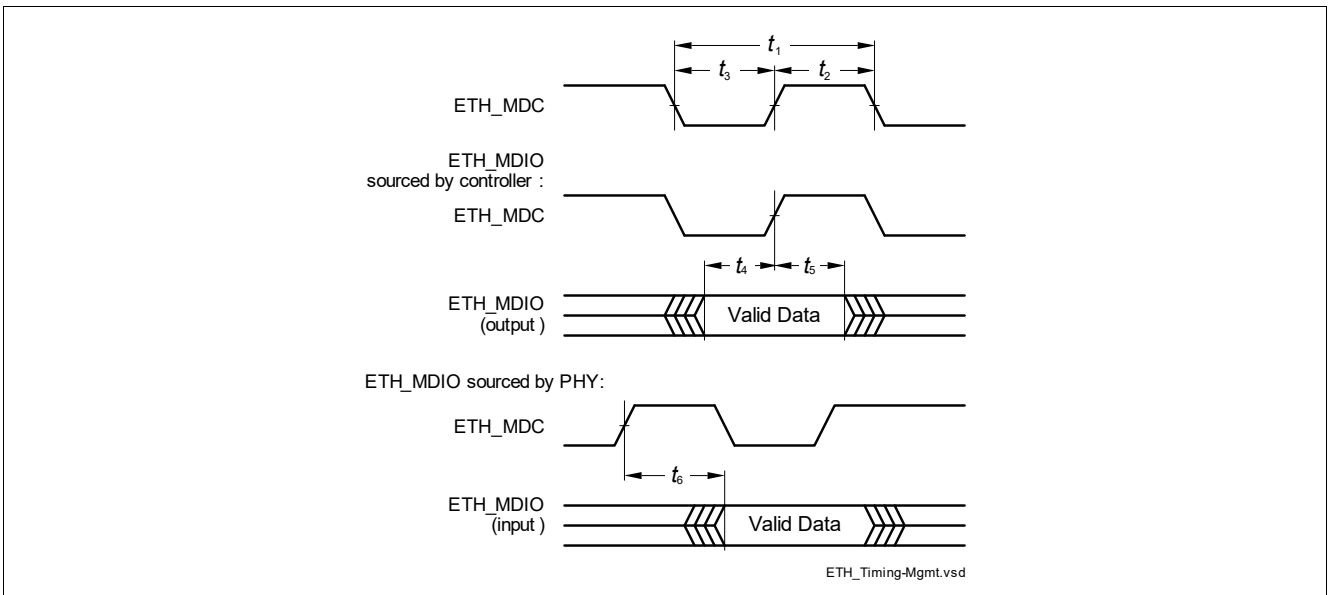 t1
t3
t2
ETH_MDC
ETH_MDIO
sourced by controller :
ETH_MDC
t4
t5
ETH_MDIO
(output )
Valid Data
ETH_MDIO sourced by PHY:
ETH_MDC
t6
ETH_MDIO
(input )
Valid Data
ETH_Timing-Mgmt.vsd